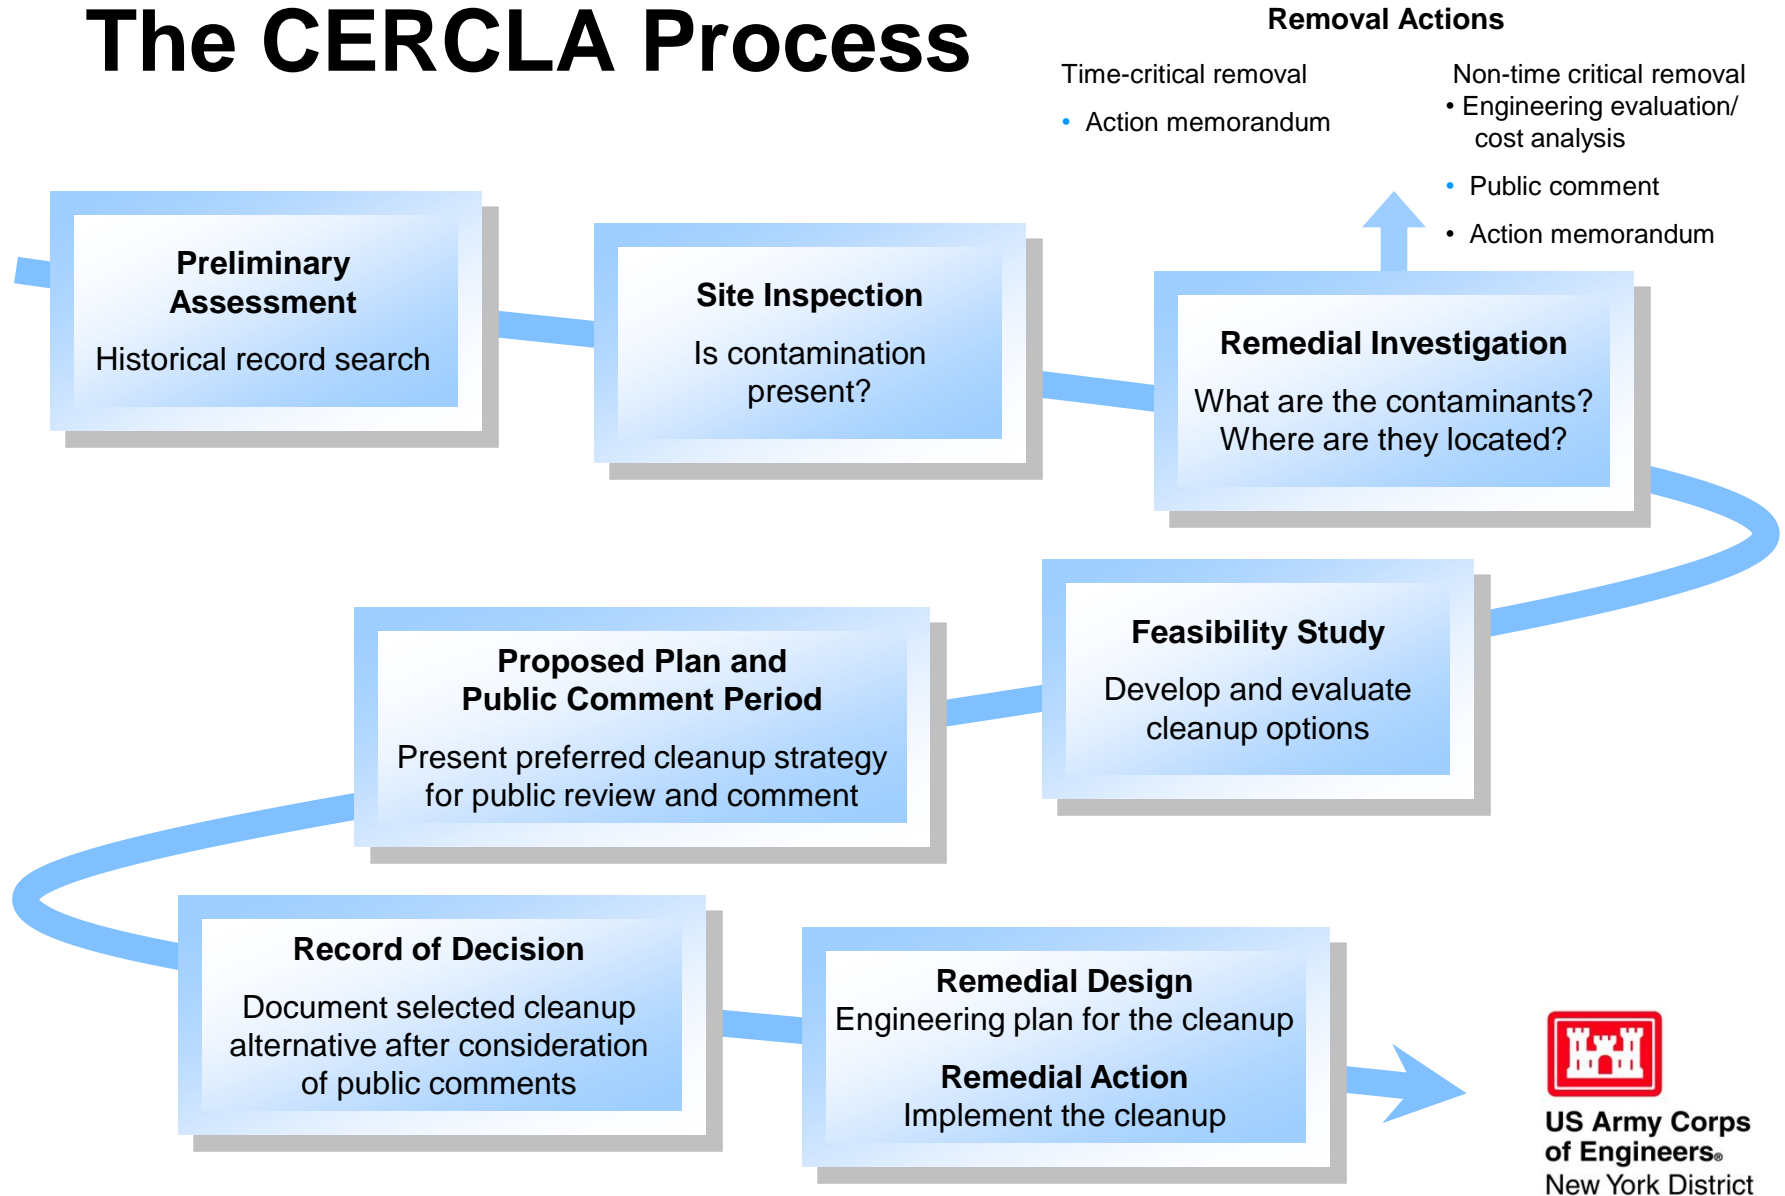 The CERCLA Process
Removal Actions
Time-critical removal
• Action memorandum
Non-time critical removal
• Engineering evaluation/
cost analysis
• Public comment
• Action memorandum
Preliminary
Assessment
Historical record search
Site Inspection
Is contamination
present?
Remedial Investigation
What are the contaminants?
Where are they located?
Feasibility Study
Develop and evaluate
cleanup options
Proposed Plan and
Public Comment Period
Present preferred cleanup strategy
for public review and comment
Record of Decision
Document selected cleanup
alternative after consideration
of public comments
Remedial Design
Engineering plan for the cleanup
Remedial Action
Implement the cleanup
US Army Corps
of Engineers®
New York District